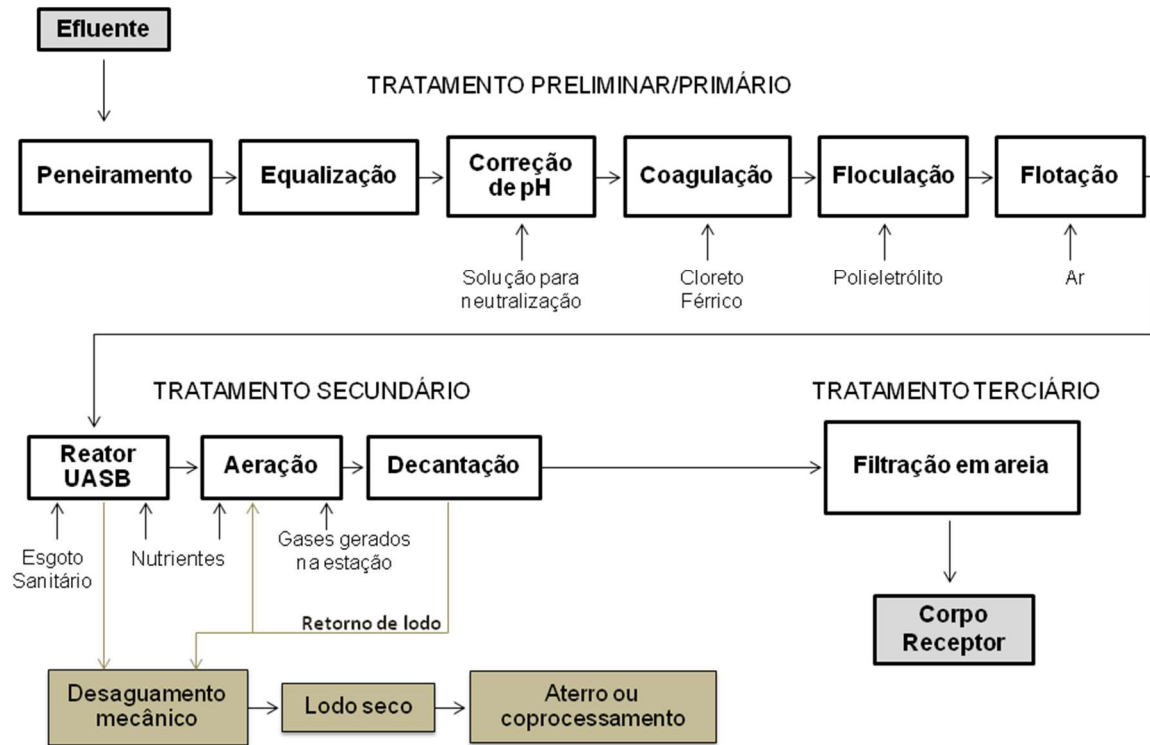 Efluente
TRATAMENTO PRELIMINAR/PRIMÁRIO
Peneiramento
Equalização
Correção
de pH
Coagulação
Floculação
Flotação
Solução para
neutralização
Cloreto
Férrico
Polieletrólito
Ar
TRATAMENTO SECUNDÁRIO
TRATAMENTO TERCIÁRIO
Reator
UASB
Aeração
Decantação
Filtração em areia
Esgoto
Sanitário
Nutrientes
Gases gerados
na estação
Retorno de lodo
Corpo
Receptor
Desaguamento
mecânico
Lodo seco
Aterro ou
coprocessamento